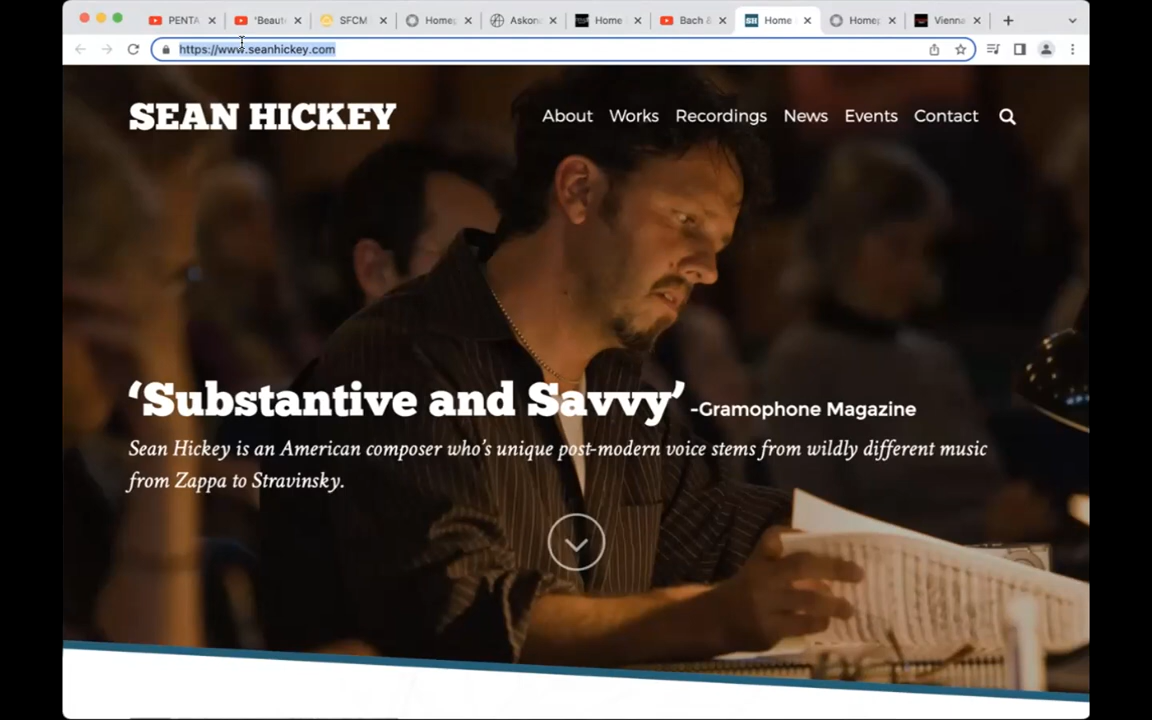 PENTA
'Beaut
SFCM
Home
Askon
Home
Bach &
Home
Home
Vienna
https://www.seanhickey.com
SEAN HICKEY
About Works Recordings News Events Contact
SH
'Substantive and Savvy' -Gramophone Magazine
Sean Hickey is an American composer who's unique post-modern voice stems from wildly different music
from Zappa to Stravinsky.